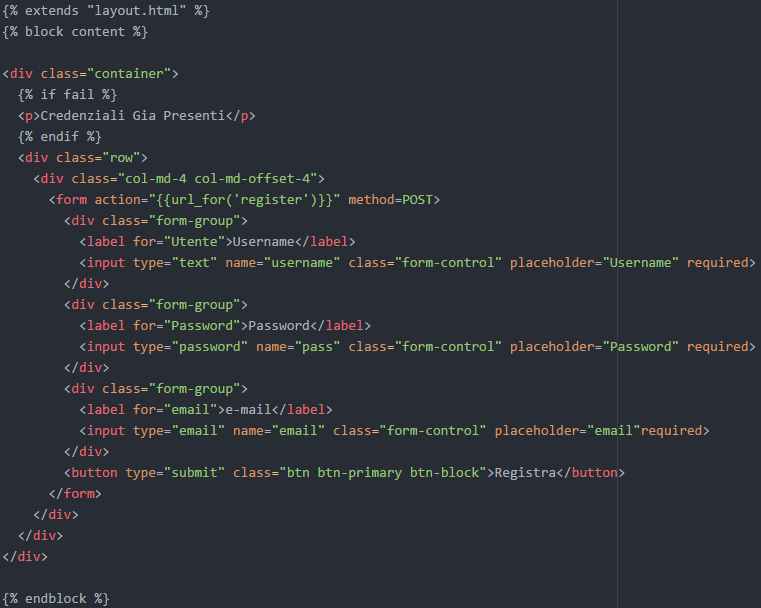 {% extends "layout.html" %}
{% block content %}

<div class="container">
  {% if fail %}
  <p>Credenziali Gia Presenti</p>
  {% endif %}
  <div class="row">
    <div class="col-md-4 col-md-offset-4">
      <form action="{{url_for('register')}}" method=POST>
        <div class="form-group">
          <label for="Utente">Username</label>
          <input type="text" name="username" class="form-control" placeholder="Username" required>
        </div>
        <div class="form-group">
          <label for="Password">Password</label>
          <input type="password" name="pass" class="form-control" placeholder="Password" required>
        </div>
        <div class="form-group">
          <label for="email">e-mail</label>
          <input type="email" name="email" class="form-control" placeholder="email"required>
        </div>
        <button type="submit" class="btn btn-primary btn-block">Registra</button>
      </form>
    </div>
  </div>
</div>

{% endblock %}